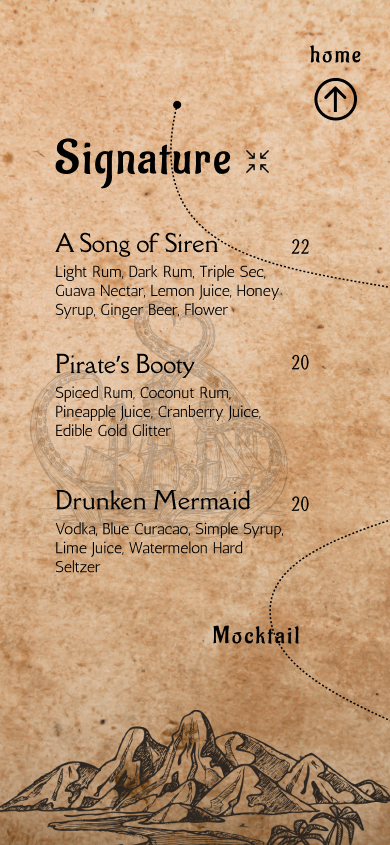 home
Signature
A Song of Siren 22
Light Rum, Dark Rum, Triple Sec,
Guava Nectar, Lemon Juice, Honey
Syrup, Ginger Beer, Flower
Pirate's Booty 20
Spiced Rum, Coconut Rum,
Pineapple Juice, Cranberry Juice,
Edible Gold Glitter
Drunken Mermaid 20
Vodka, Blue Curacao, Simple Syrup,
Lime Juice, Watermelon Hard
Seltzer
Mocktail